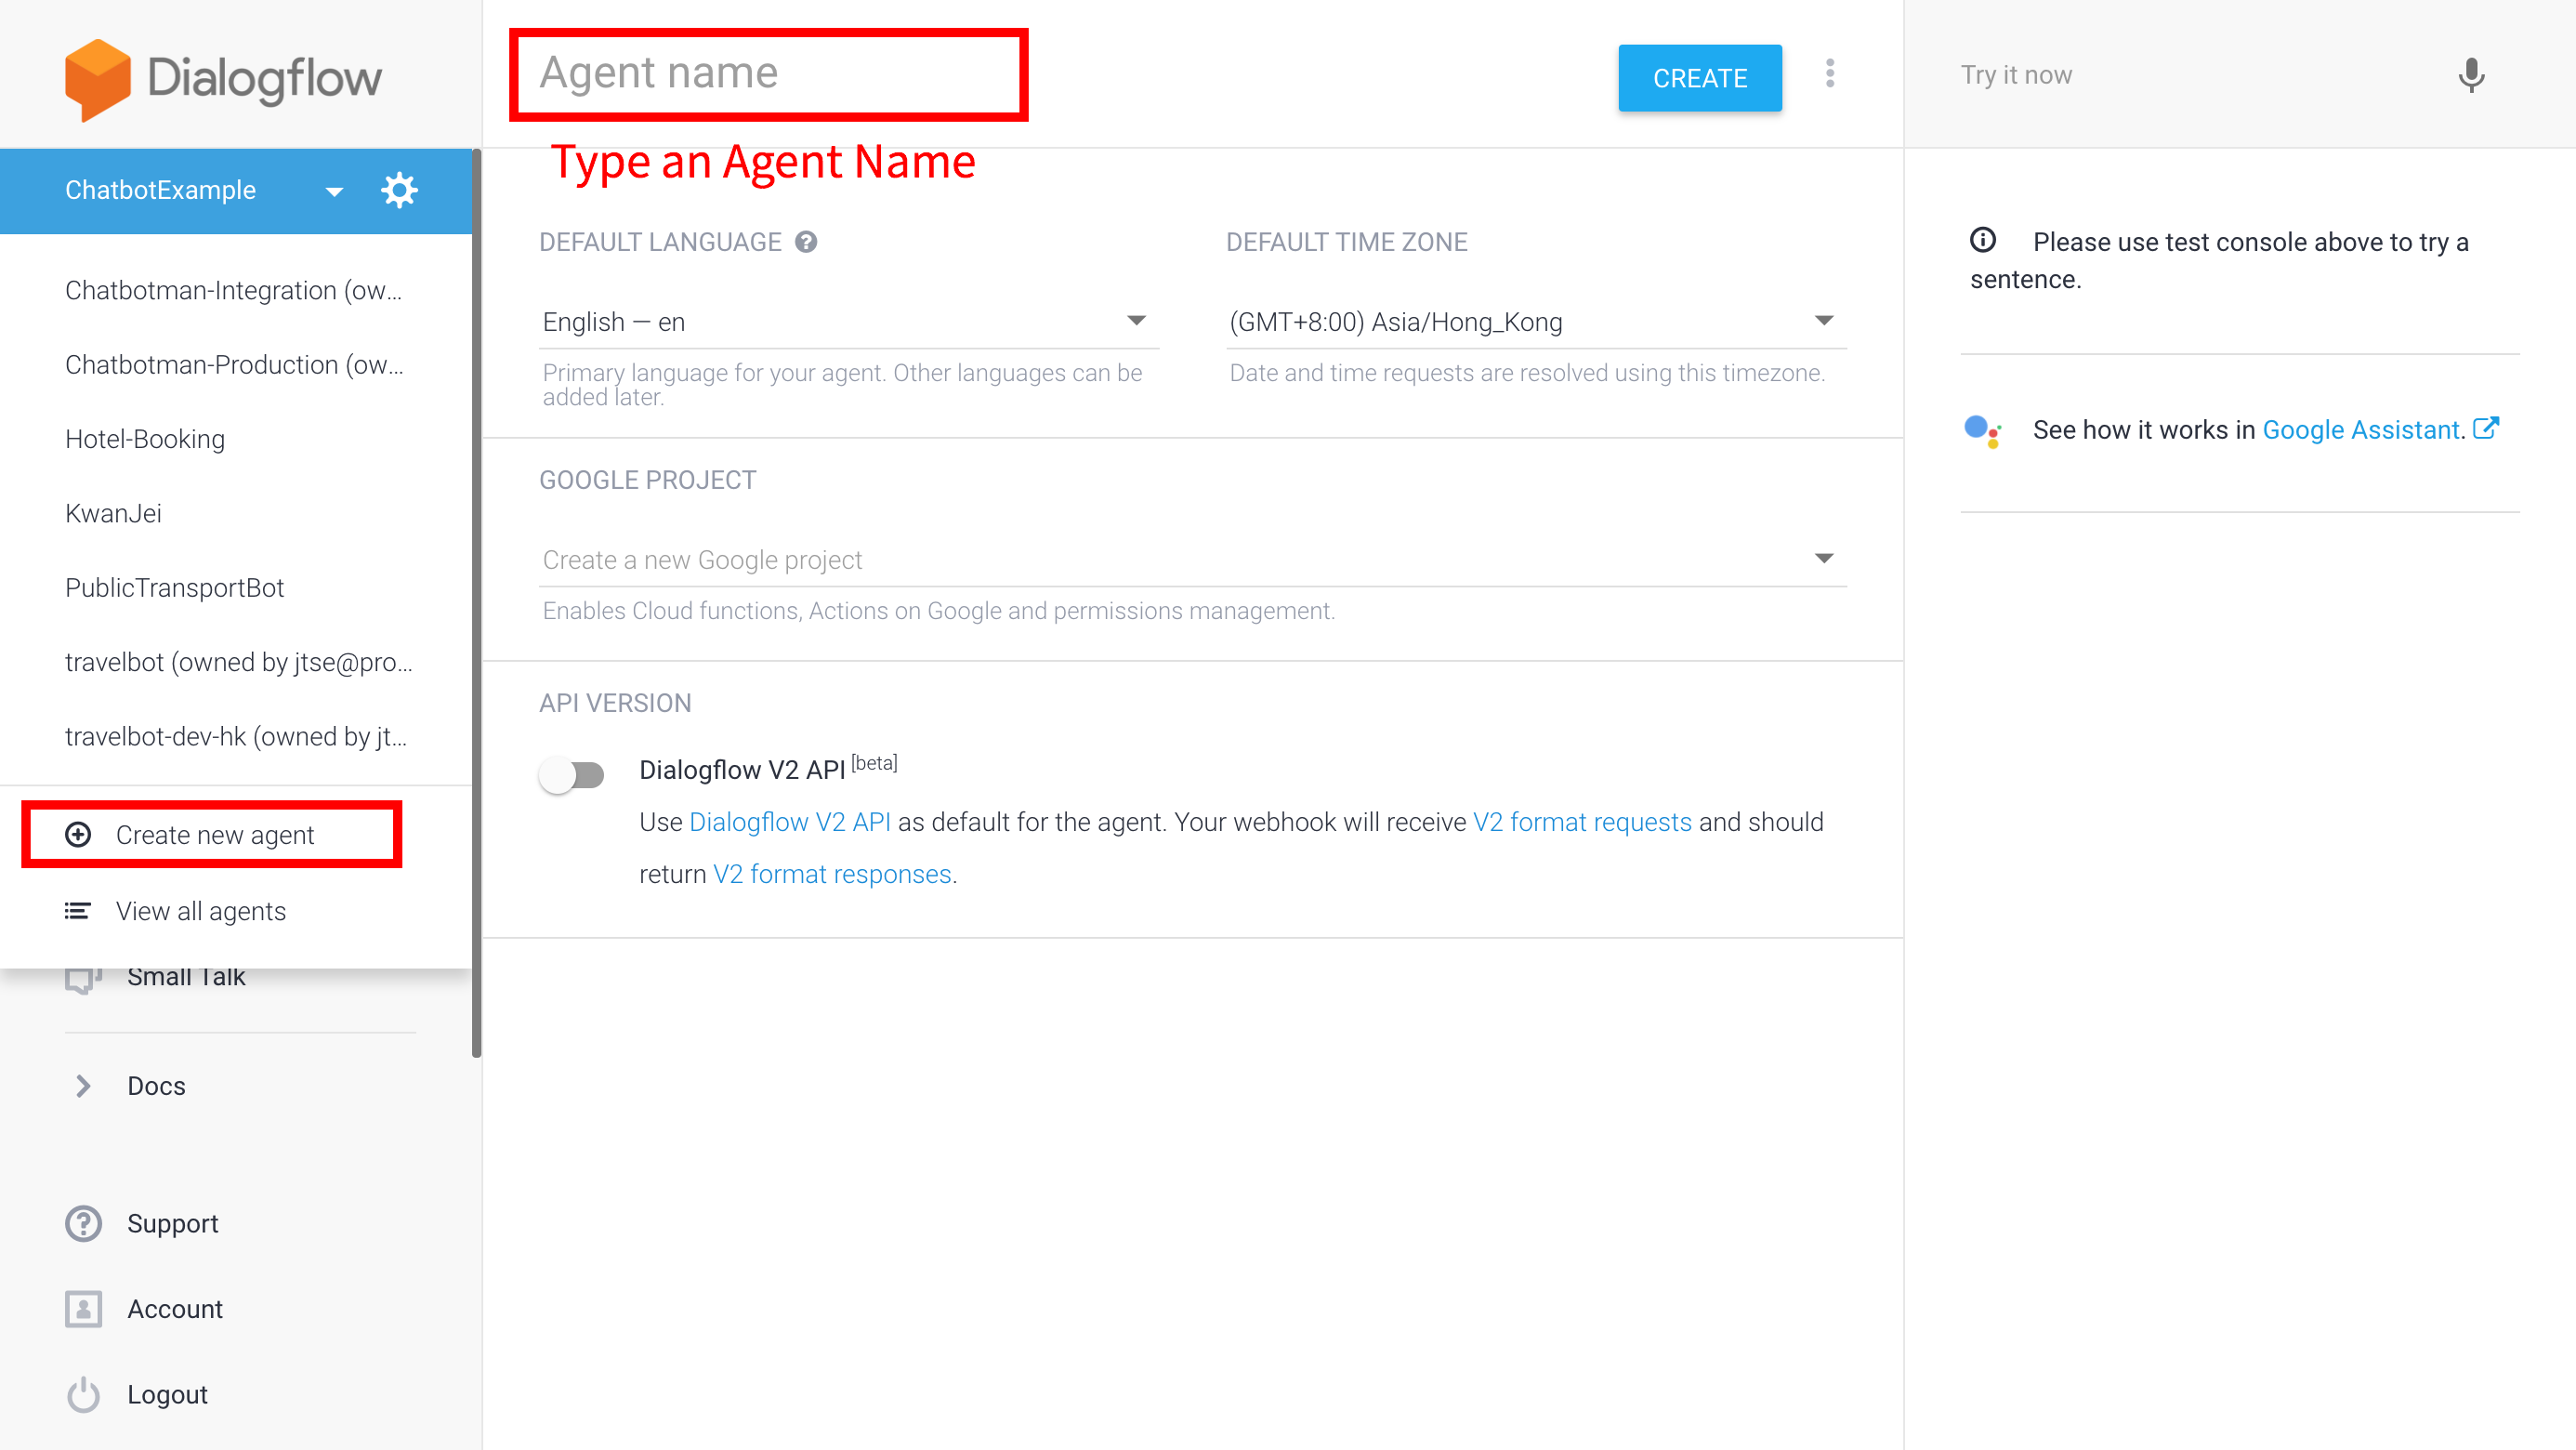 Dialogflow
ChatbotExample
Chatbotman-Integration (ow...
Chatbotman-Production (ow...
Hotel-Booking
KwanJei
PublicTransportBot
travelbot (owned by jtse@pro...
travelbot-dev-hk (owned by jt...
Create new agent
View all agents
Small Talk
Docs
Support
Account
Logout
Agent name
CREATE
Type an Agent Name
DEFAULT LANGUAGE
DEFAULT TIME ZONE
English — en
(GMT+8:00) Asia/Hong_Kong
Primary language for your agent. Other languages can be
added later.
Date and time requests are resolved using this timezone.
GOOGLE PROJECT
Create a new Google project
Enables Cloud functions, Actions on Google and permissions management.
API VERSION
Dialogflow V2 API [beta]
Use Dialogflow V2 API as default for the agent. Your webhook will receive V2 format requests and should
return V2 format responses.
Try it now
Please use test console above to try a
sentence.
See how it works in Google Assistant.